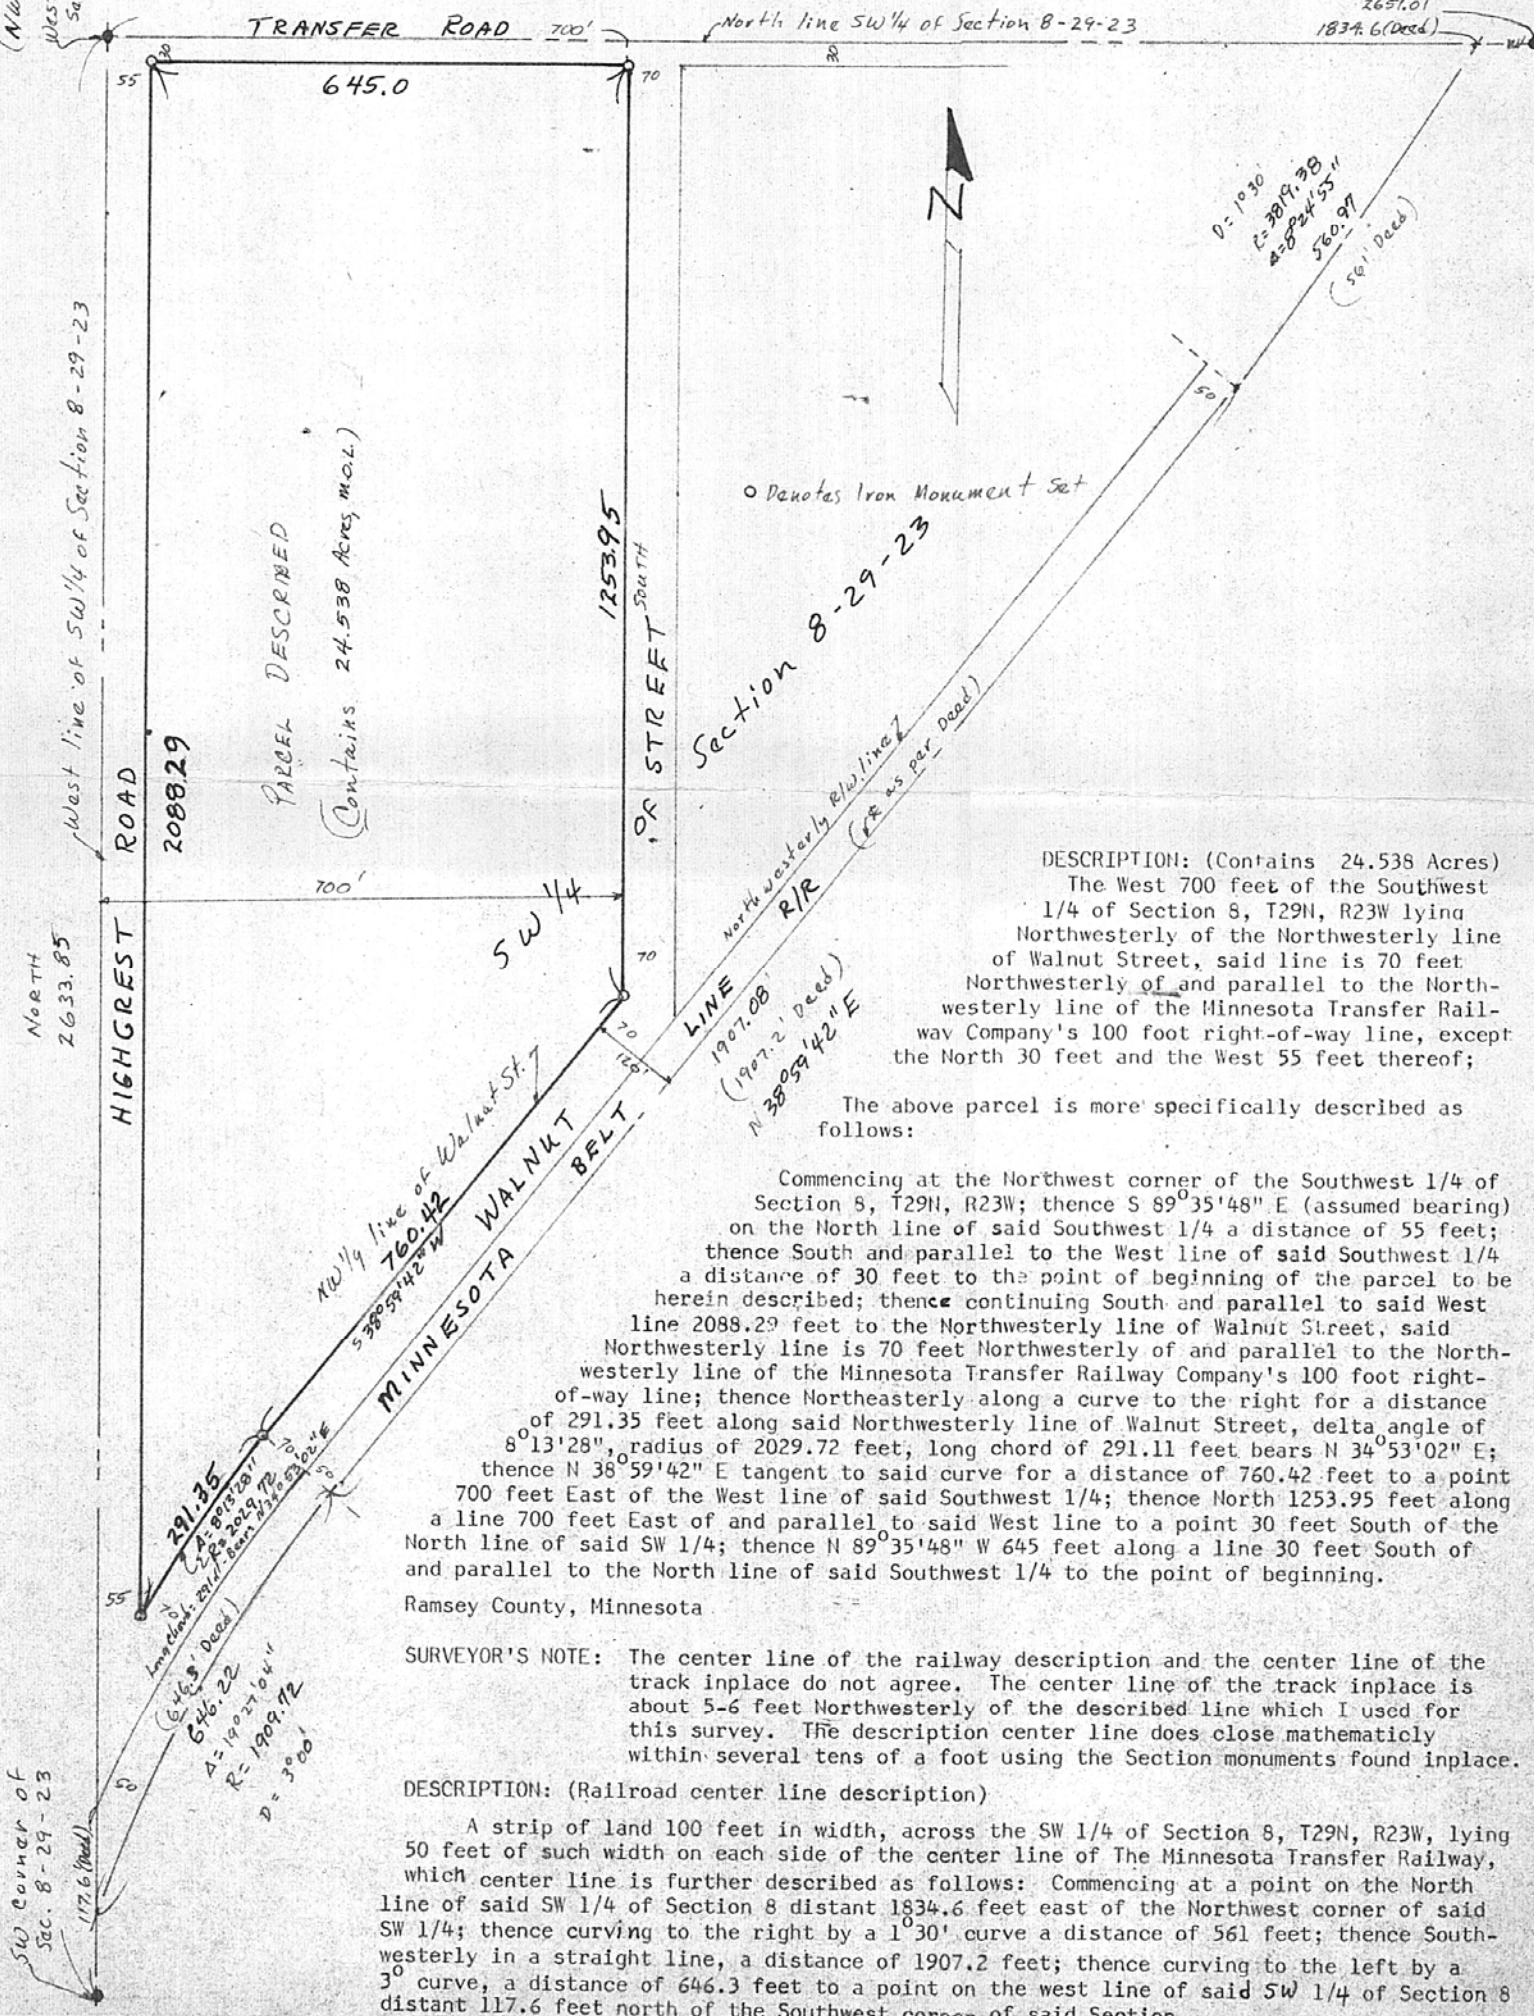 (NW
Wes
Se
TRANSFER ROAD 700'
North line SW 1/4 of Section 8-29-23
2651.01
1834.6 (Deed)
30
55
645.0
70
30
N
D= 1°30'
R= 3819.38
Δ= 8°24'55"
560.97
(561' Deed)
50
West line of SW 1/4 of Section 8-29-23
PARCEL DESCRIBED
(Contains 24.538 Acres, M.O.L.)
o Denotes Iron Monument Set
1253.95
SOUTH
OF STREET
Section 8-29-23
2088.29
HIGHCREST ROAD
700'
SW 1/4
NORTH
2633.85
70
Northwesterly R/W line
(as per Deed)
LINE R/R
1907.08'
(1907.2' Deed)
N 38°59'42" E
70
120'
NW'ly line of Walnut St.
760.42
S 38°59'42" W
WALNUT
MINNESOTA BELT
291.35
Δ= 8°13'28"
R= 2029.72
Long Chord= 291.11 - Bears N 34°53'02" E
70
50
55
70
(646.3' Deed)
646.22
Δ= 19°27'04"
R= 1909.72
D= 3°00'
50
117.6 (Deed)
SW corner of
Sec. 8-29-23
DESCRIPTION: (Contains 24.538 Acres)
The West 700 feet of the Southwest
1/4 of Section 8, T29N, R23W lying
Northwesterly of the Northwesterly line
of Walnut Street, said line is 70 feet
Northwesterly of and parallel to the North-
westerly line of the Minnesota Transfer Rail-
way Company's 100 foot right-of-way line, except
the North 30 feet and the West 55 feet thereof;
The above parcel is more specifically described as
follows:
Commencing at the Northwest corner of the Southwest 1/4 of
Section 8, T29N, R23W; thence S 89°35'48" E (assumed bearing)
on the North line of said Southwest 1/4 a distance of 55 feet;
thence South and parallel to the West line of said Southwest 1/4
a distance of 30 feet to the point of beginning of the parcel to be
herein described; thence continuing South and parallel to said West
line 2088.29 feet to the Northwesterly line of Walnut Street, said
Northwesterly line is 70 feet Northwesterly of and parallel to the North-
westerly line of the Minnesota Transfer Railway Company's 100 foot right-
of-way line; thence Northeasterly along a curve to the right for a distance
of 291.35 feet along said Northwesterly line of Walnut Street, delta angle of
8°13'28", radius of 2029.72 feet, long chord of 291.11 feet bears N 34°53'02" E;
thence N 38°59'42" E tangent to said curve for a distance of 760.42 feet to a point
700 feet East of the West line of said Southwest 1/4; thence North 1253.95 feet along
a line 700 feet East of and parallel to said West line to a point 30 feet South of the
North line of said SW 1/4; thence N 89°35'48" W 645 feet along a line 30 feet South of
and parallel to the North line of said Southwest 1/4 to the point of beginning.
Ramsey County, Minnesota
SURVEYOR'S NOTE: The center line of the railway description and the center line of the
track inplace do not agree. The center line of the track inplace is
about 5-6 feet Northwesterly of the described line which I used for
this survey. The description center line does close mathematicly
within several tens of a foot using the Section monuments found inplace.
DESCRIPTION: (Railroad center line description)
A strip of land 100 feet in width, across the SW 1/4 of Section 8, T29N, R23W, lying
50 feet of such width on each side of the center line of The Minnesota Transfer Railway,
which center line is further described as follows: Commencing at a point on the North
line of said SW 1/4 of Section 8 distant 1834.6 feet east of the Northwest corner of said
SW 1/4; thence curving to the right by a 1°30' curve a distance of 561 feet; thence South-
westerly in a straight line, a distance of 1907.2 feet; thence curving to the left by a
3° curve, a distance of 646.3 feet to a point on the west line of said SW 1/4 of Section 8
distant 117.6 feet north of the Southwest corner of said Section